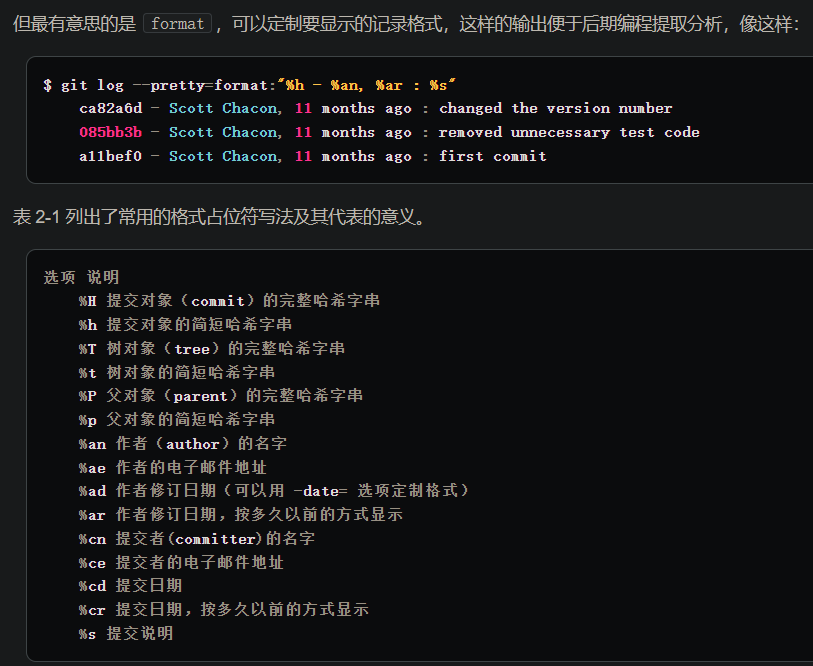 但最有意思的是 format ，可以定制要显示的记录格式，这样的输出便于后期编程提取分析，像这样：
$ git log --pretty=format:"%h - %an, %ar : %s"
ca82a6d - Scott Chacon, 11 months ago : changed the version number
085bb3b - Scott Chacon, 11 months ago : removed unnecessary test code
a11bef0 - Scott Chacon, 11 months ago : first commit
表 2-1 列出了常用的格式占位符写法及其代表的意义。
选项 说明
%H 提交对象（commit）的完整哈希字串
%h 提交对象的简短哈希字串
%T 树对象（tree）的完整哈希字串
%t 树对象的简短哈希字串
%P 父对象（parent）的完整哈希字串
%p 父对象的简短哈希字串
%an 作者（author）的名字
%ae 作者的电子邮件地址
%ad 作者修订日期（可以用 -date= 选项定制格式）
%ar 作者修订日期，按多久以前的方式显示
%cn 提交者(committer)的名字
%ce 提交者的电子邮件地址
%cd 提交日期
%cr 提交日期，按多久以前的方式显示
%s 提交说明